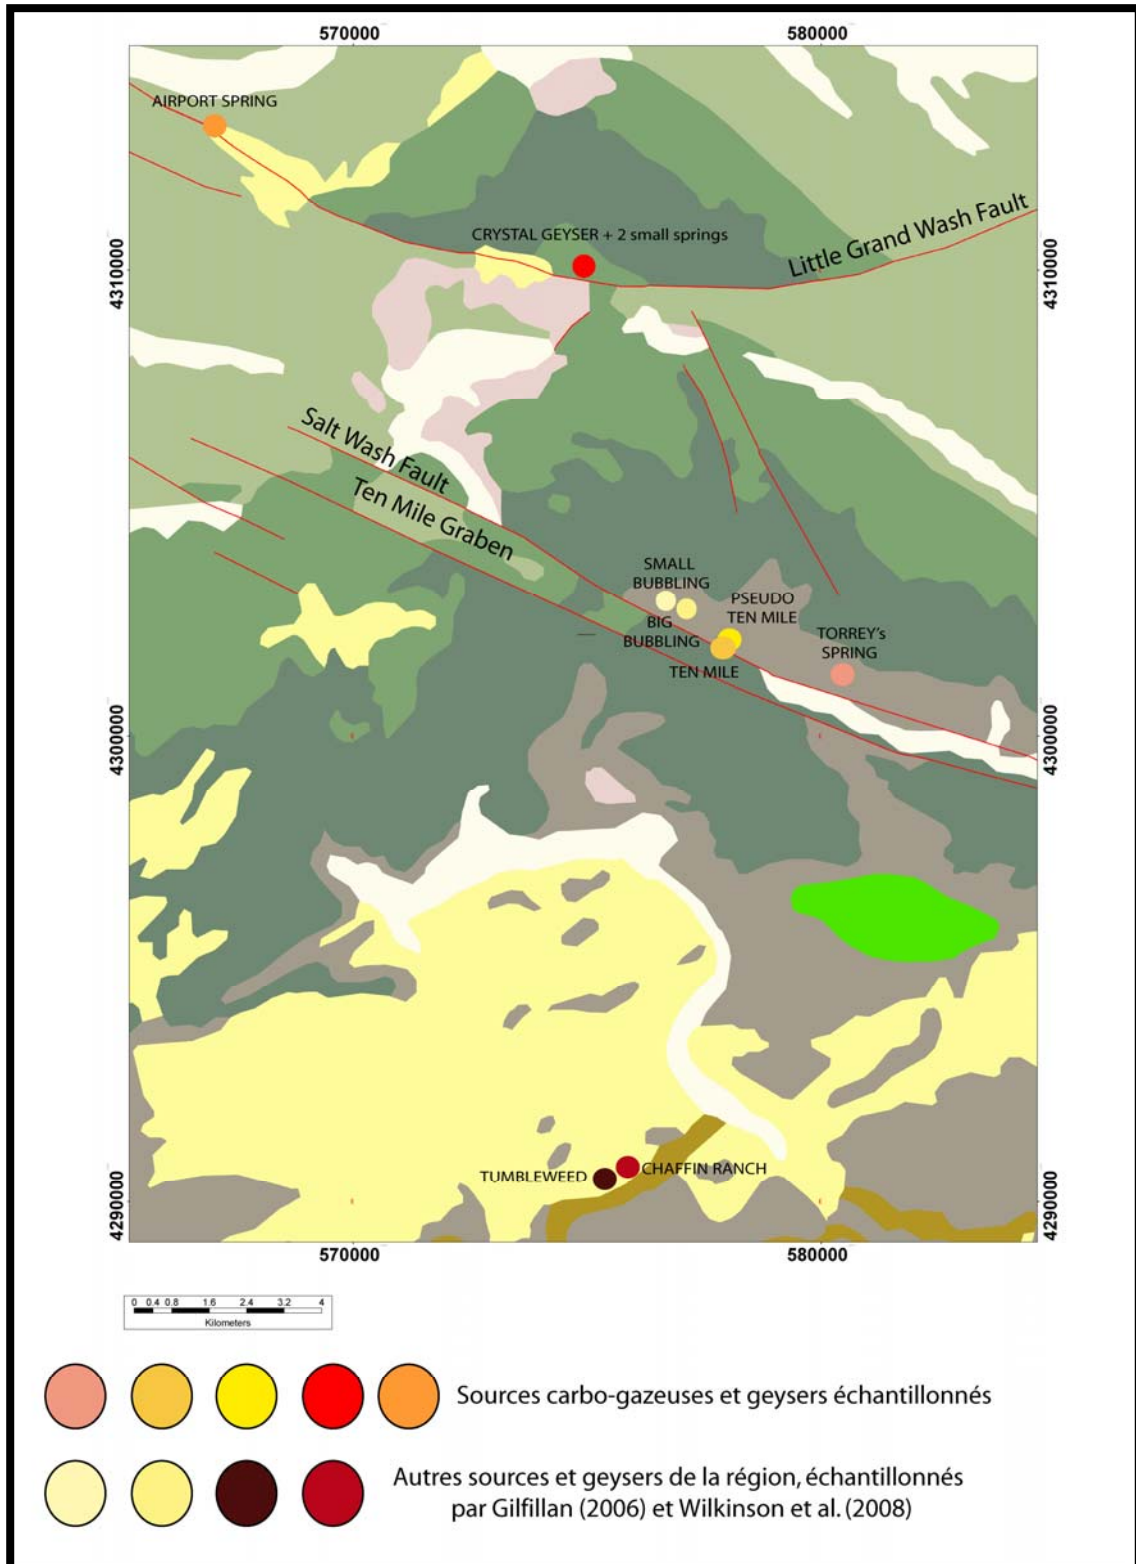 570000
580000
AIRPORT SPRING
CRYSTAL GEYSER + 2 small springs
Little Grand Wash Fault
4310000
4310000
Salt Wash Fault
Ten Mile Graben
SMALL
BUBBLING
BIG
BUBBLING
PSEUDO
TEN MILE
TEN MILE
TORREY's
SPRING
4300000
4300000
TUMBLEWEED
CHAFFIN RANCH
4290000
4290000
570000
580000
0 0.4 0.8 1.6 2.4 3.2 4
Kilometers
Sources carbo-gazeuses et geysers échantillonnés
Autres sources et geysers de la région, échantillonnés
par Gilfillan (2006) et Wilkinson et al. (2008)